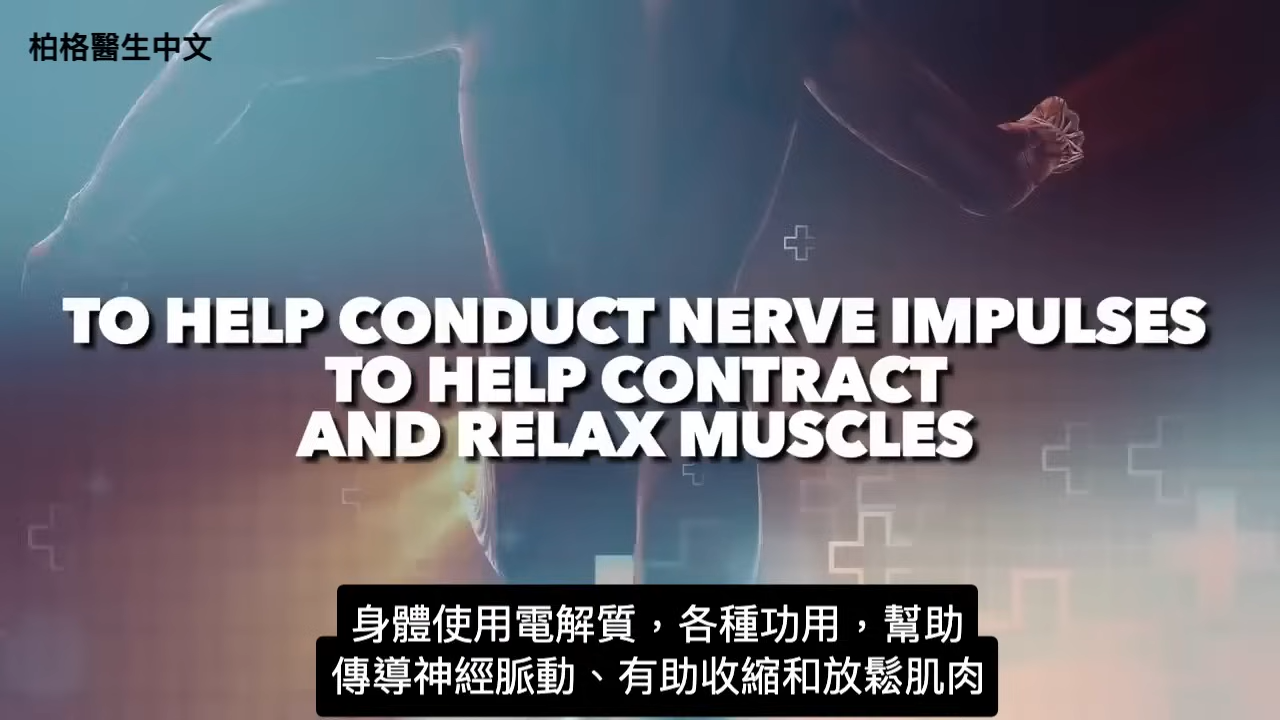 柏格醫生中文
TO HELP CONDUCT NERVE IMPULSES
TO HELP CONTRACT
AND RELAX MUSCLES
身體使用電解質，各種功用，幫助
傳導神經脈動、有助收縮和放鬆肌肉